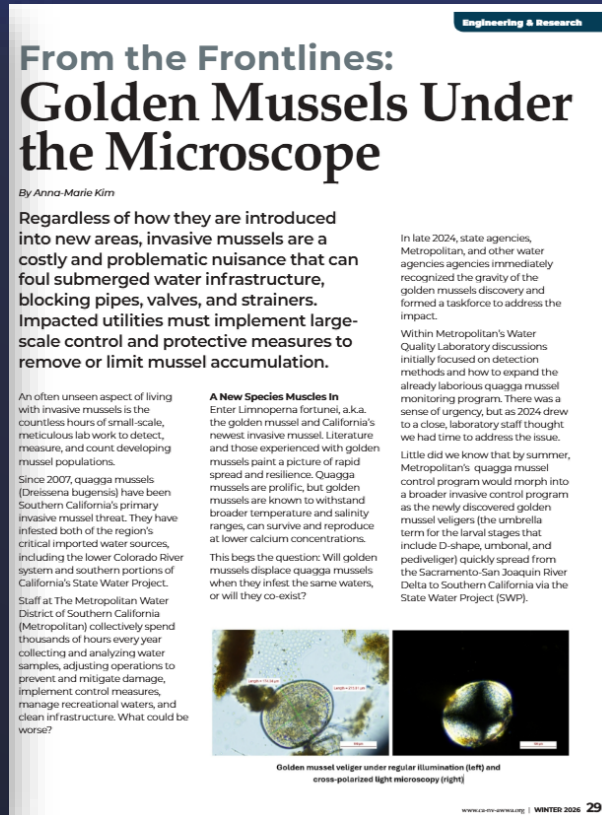 Engineering & Research
From the Frontlines:
Golden Mussels Under
the Microscope
By Anna-Marie Kim
Regardless of how they are introduced
into new areas, invasive mussels are a
costly and problematic nuisance that can
foul submerged water infrastructure,
blocking pipes, valves, and strainers.
Impacted utilities must implement large-
scale control and protective measures to
remove or limit mussel accumulation.
An often unseen aspect of living
with invasive mussels is the
countless hours of small-scale,
meticulous lab work to detect,
measure, and count developing
mussel populations.
Since 2007, quagga mussels
(Dreissena bugensis) have been
Southern California's primary
invasive mussel threat. They have
infested both of the region's
critical imported water sources,
including the lower Colorado River
system and southern portions of
California's State Water Project.
Staff at The Metropolitan Water
District of Southern California
(Metropolitan) collectively spend
thousands of hours every year
collecting and analyzing water
samples, adjusting operations to
prevent and mitigate damage,
implement control measures,
manage recreational waters, and
clean infrastructure. What could be
worse?
A New Species Muscles In
Enter Limnoperna fortunei, a.k.a.
the golden mussel and California's
newest invasive mussel. Literature
and those experienced with golden
mussels paint a picture of rapid
spread and resilience. Quagga
mussels are prolific, but golden
mussels are known to withstand
broader temperature and salinity
ranges, can survive and reproduce
at lower calcium concentrations.
This begs the question: Will golden
mussels displace quagga mussels
when they infest the same waters,
or will they co-exist?
In late 2024, state agencies,
Metropolitan, and other water
agencies agencies immediately
recognized the gravity of the
golden mussels discovery and
formed a taskforce to address the
impact.
Within Metropolitan's Water
Quality Laboratory discussions
initially focused on detection
methods and how to expand the
already laborious quagga mussel
monitoring program. There was a
sense of urgency, but as 2024 drew
to a close, laboratory staff thought
we had time to address the issue.
Little did we know that by summer,
Metropolitan's quagga mussel
control program would morph into
a broader invasive control program
as the newly discovered golden
mussel veligers (the umbrella
term for the larval stages that
include D-shape, umbonal, and
pediveliger) quickly spread from
the Sacramento-San Joaquin River
Delta to Southern California via the
State Water Project (SWP).
Golden mussel veliger under regular illumination (left) and
cross-polarized light microscopy (right)
www.ca-nv-awwa.org | WINTER 2026 29